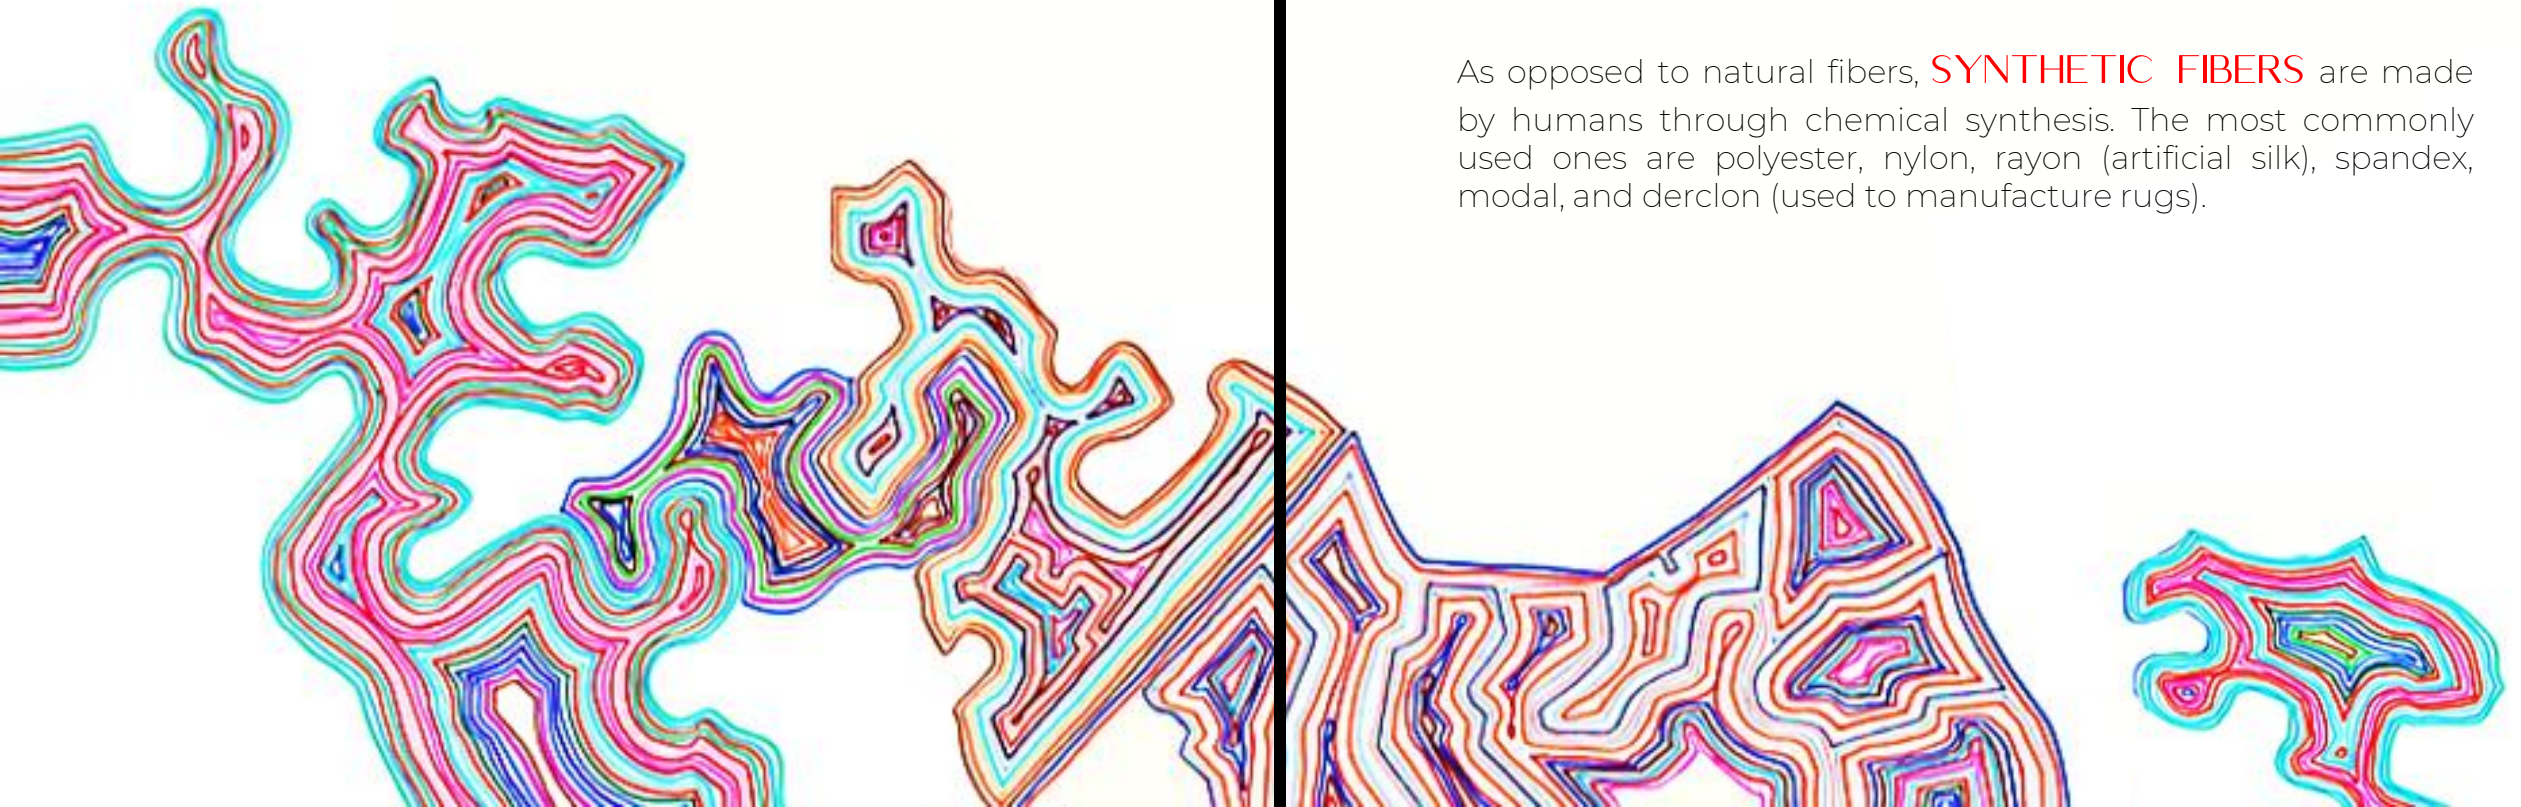 As opposed to natural fibers, SYNTHETIC FIBERS are made
by humans through chemical synthesis. The most commonly
used ones are polyester, nylon, rayon (artificial silk), spandex,
modal, and derclon (used to manufacture rugs).